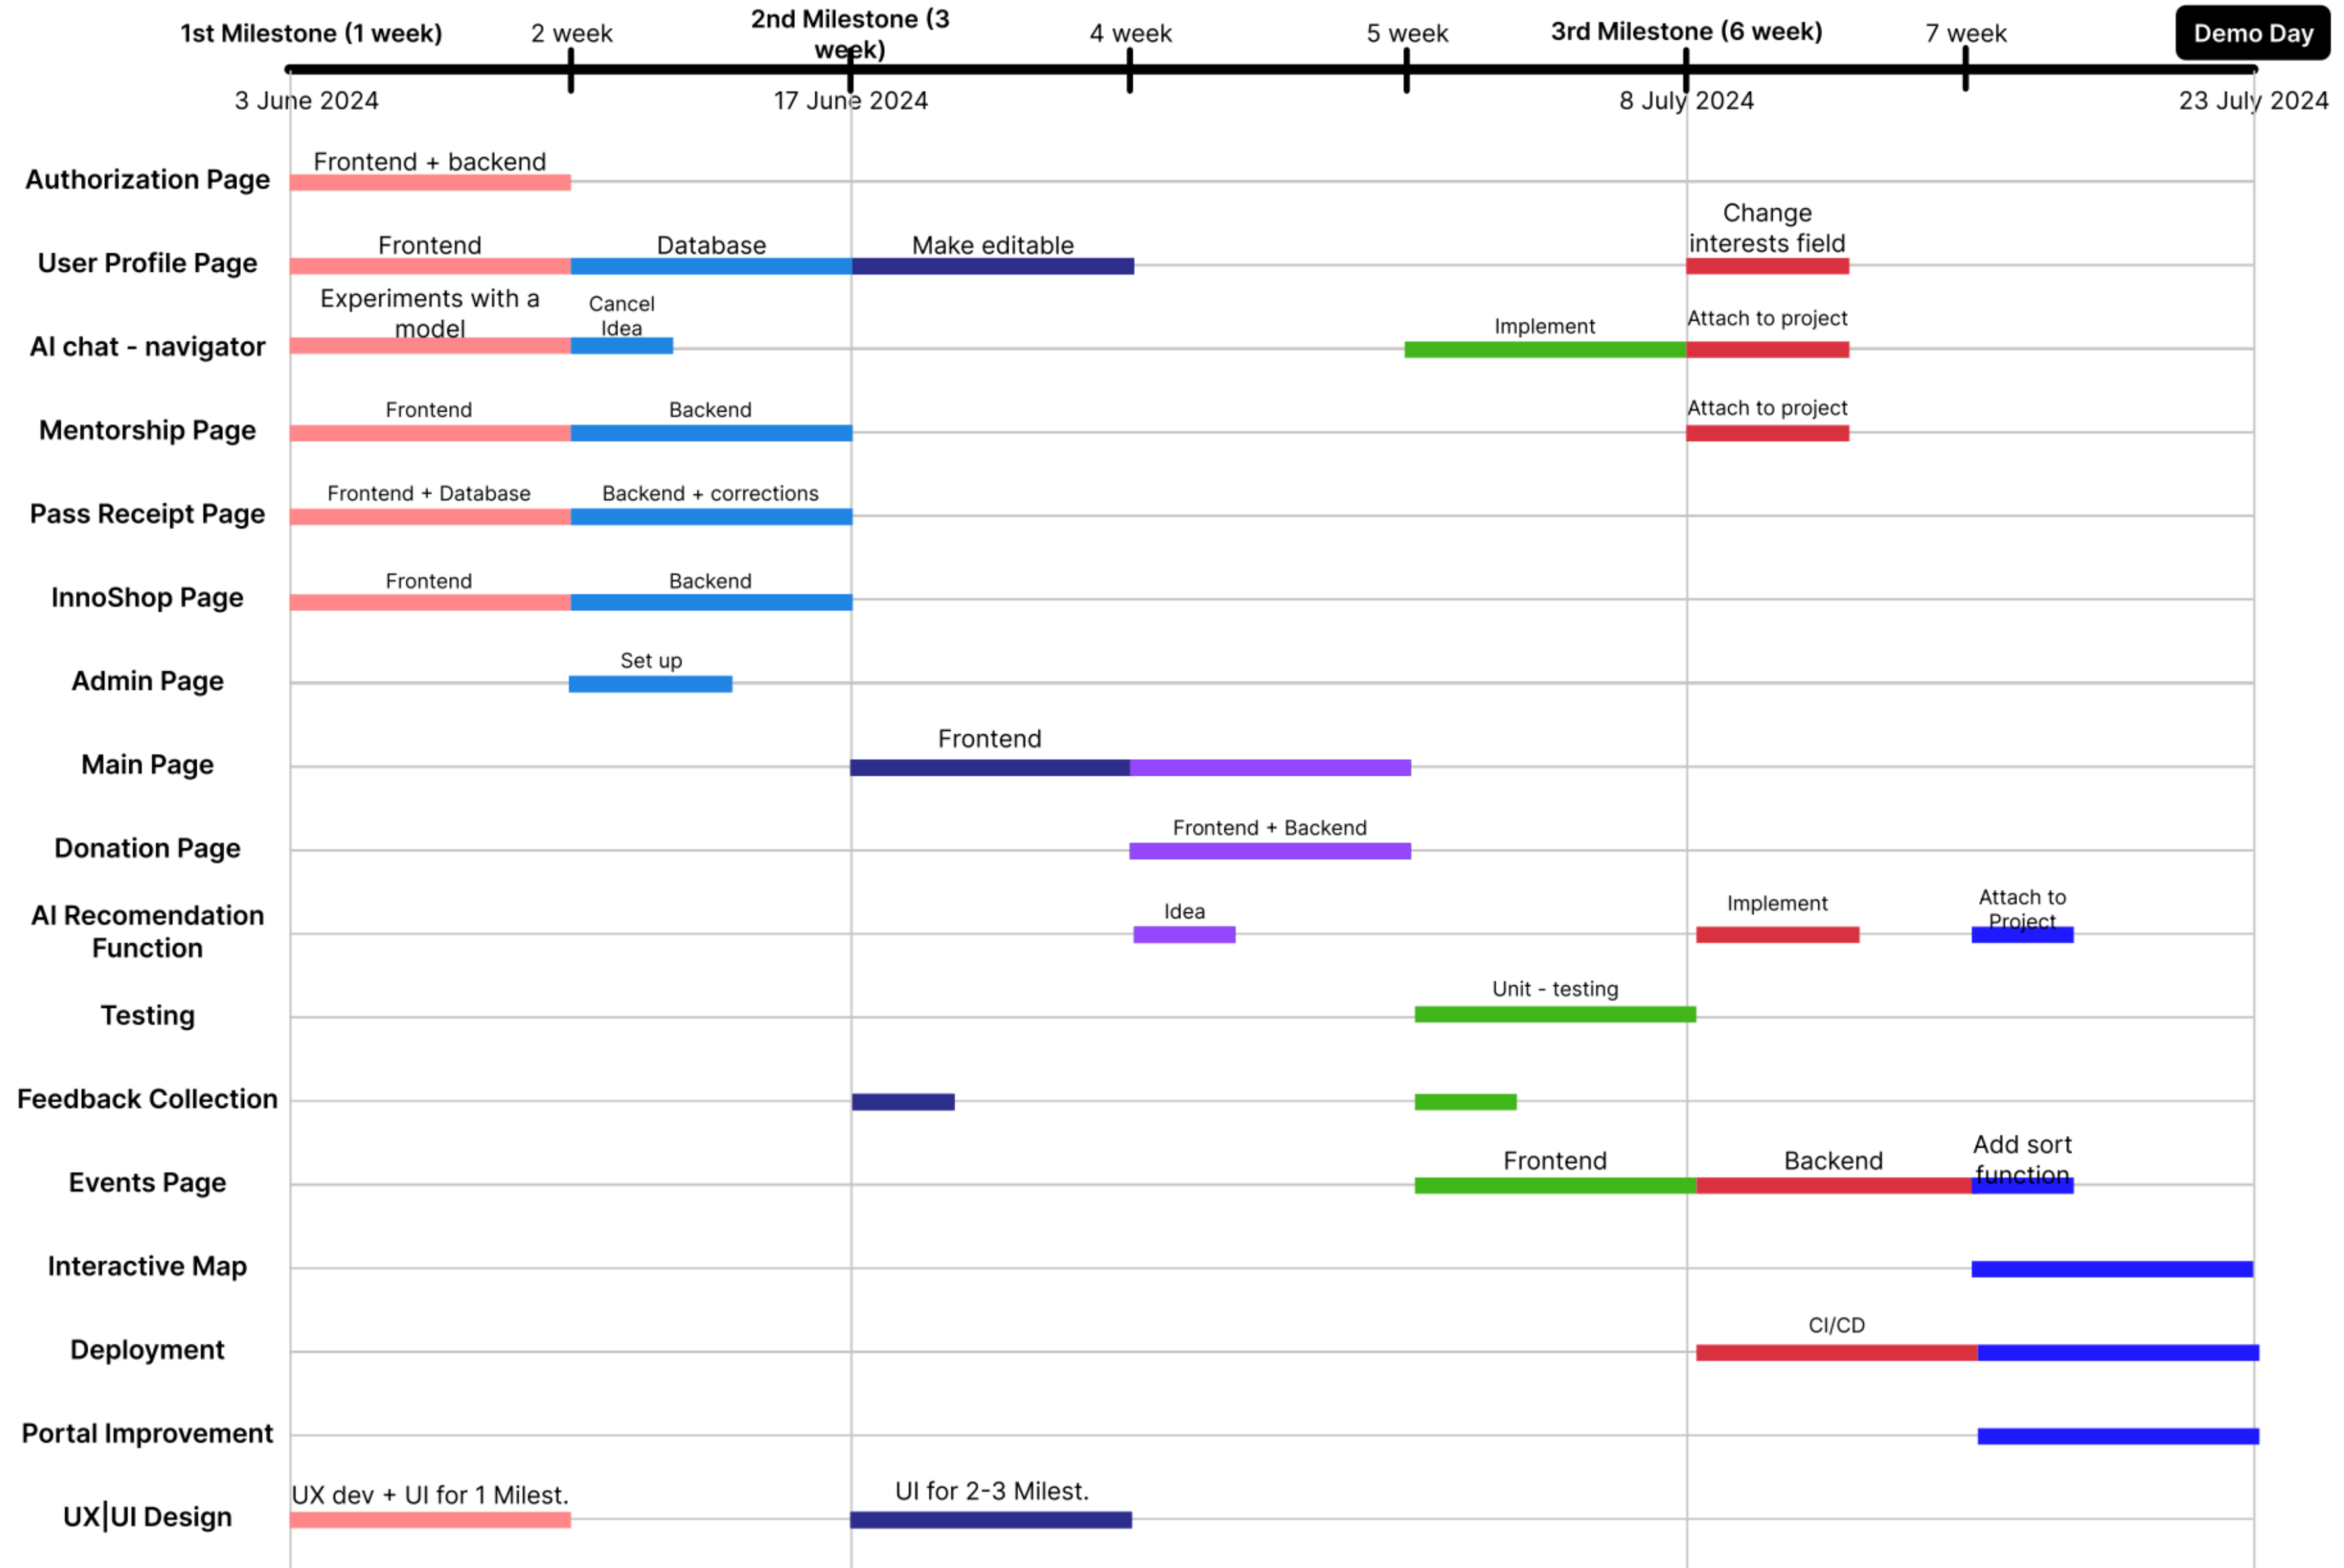 1st Milestone (1 week)
2 week
2nd Milestone (3
week)
4 week
5 week
3rd Milestone (6 week)
7 week
Demo Day
3 June 2024
17 June 2024
8 July 2024
23 July 2024
Authorization Page
Frontend + backend
User Profile Page
Frontend
Database
Make editable
Change
interests field
AI chat - navigator
Experiments with a
model
Cancel
Idea
Implement
Attach to project
Mentorship Page
Frontend
Backend
Attach to project
Pass Receipt Page
Frontend + Database
Backend + corrections
InnoShop Page
Frontend
Backend
Admin Page
Set up
Main Page
Frontend
Donation Page
Frontend + Backend
AI Recomendation
Function
Idea
Implement
Attach to
Project
Testing
Unit - testing
Feedback Collection
Events Page
Frontend
Backend
Add sort
function
Interactive Map
Deployment
CI/CD
Portal Improvement
UX|UI Design
UX dev + UI for 1 Milest.
UI for 2-3 Milest.